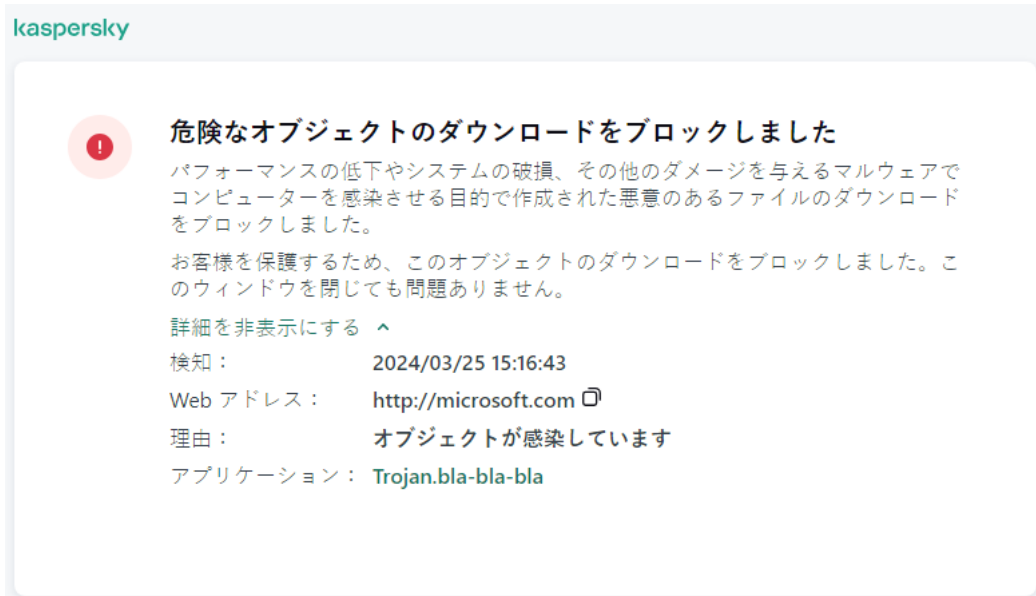 kaspersky
危険なオブジェクトのダウンロードをブロックしました
パフォーマンスの低下やシステムの破損、その他のダメージを与えるマルウェアで
コンピューターを感染させる目的で作成された悪意のあるファイルのダウンロード
をブロックしました。
お客様を保護するため、このオブジェクトのダウンロードをブロックしました。こ
のウィンドウを閉じても問題ありません。
詳細を非表示にする
検知： 2024/03/25 15:16:43
Web アドレス： http://microsoft.com
理由： オブジェクトが感染しています
アプリケーション： Trojan.bla-bla-bla